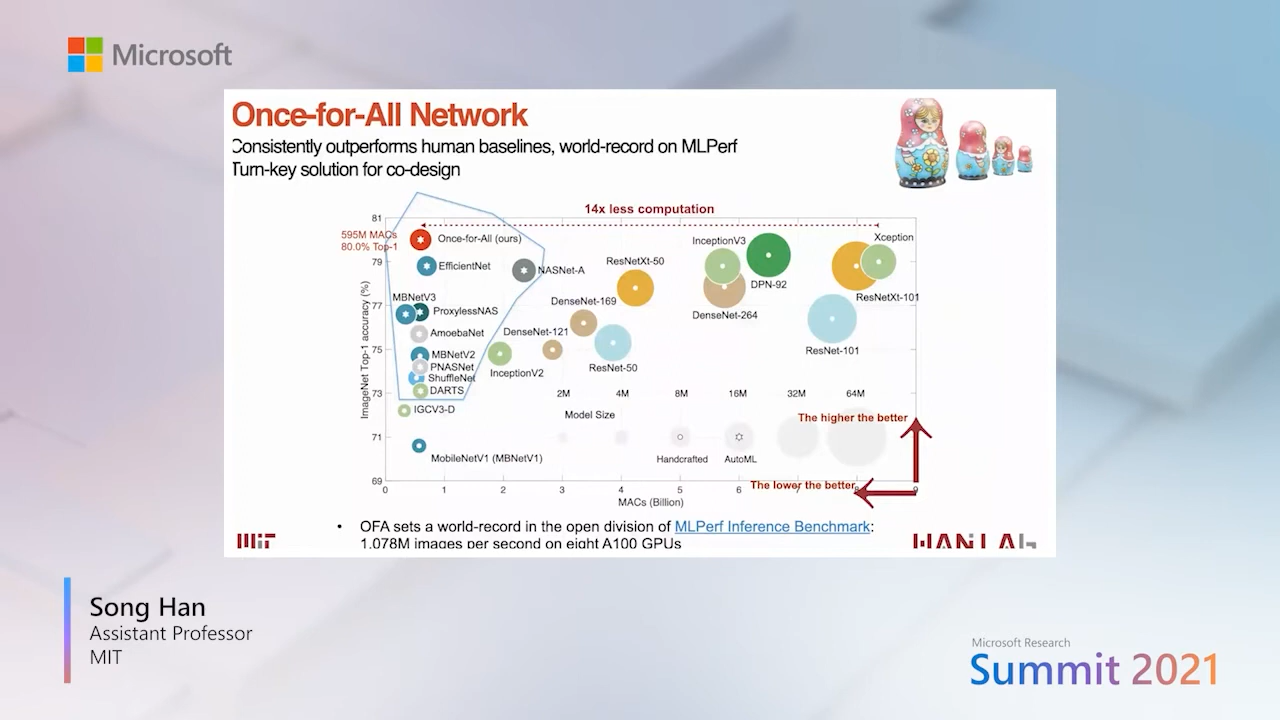 Microsoft
Once-for-All Network
Consistently outperforms human baselines, world-record on MLPerf
Turn-key solution for co-design
14x less computation
595M MACs
80.0% Top-1
ImageNet Top-1 accuracy (%)
81
79
77
75
73
71
69
Once-for-All (ours)
EfficientNet
NASNet-A
MBNetV3
ProxylessNAS
AmoebaNet
MBNetV2
PNASNet
ShuffleNet
DARTS
IGCV3-D
MobileNetV1 (MBNetV1)
InceptionV2
DenseNet-121
DenseNet-169
ResNet-50
ResNetXt-50
InceptionV3
DenseNet-264
DPN-92
Xception
ResNetXt-101
ResNet-101
2M 4M 8M 16M 32M 64M
Model Size
Handcrafted AutoML
The higher the better
The lower the better
0 1 2 3 4 5 6 7 8 9
MACs (Billion)
• OFA sets a world-record in the open division of MLPerf Inference Benchmark:
1.078M images per second on eight A100 GPUs
MIT
HAN LAB
Song Han
Assistant Professor
MIT
Microsoft Research
Summit 2021